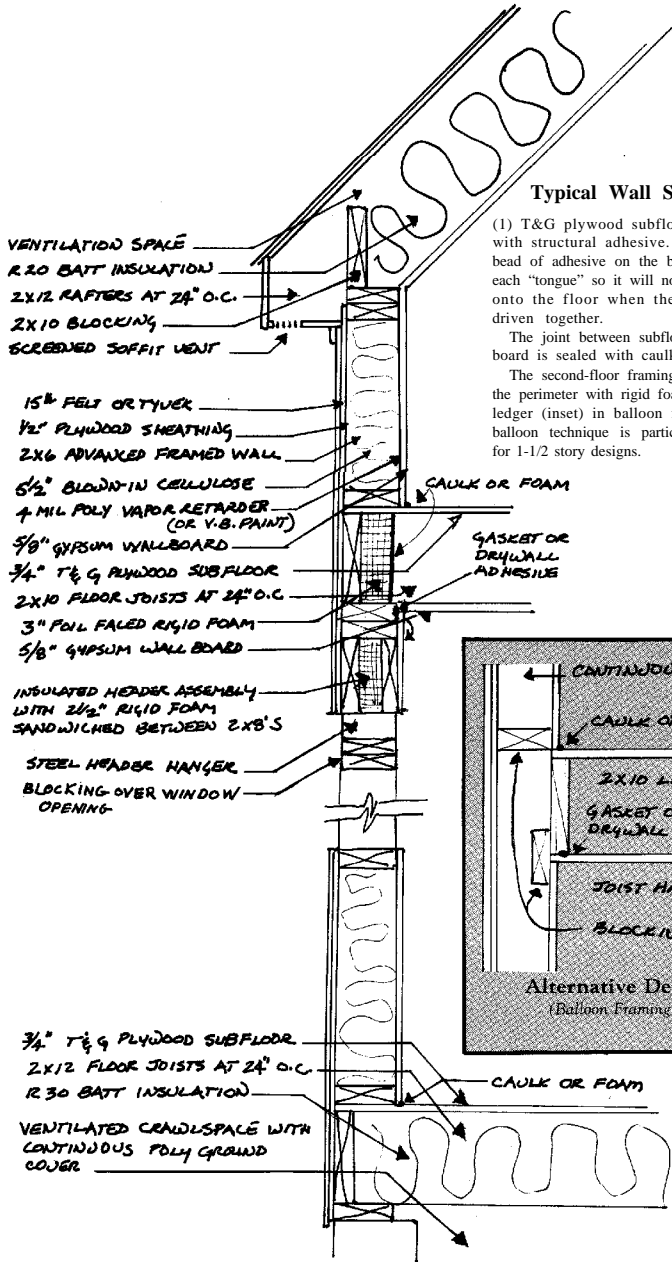 Typical Wall S
(1) T&G plywood subflo
with structural adhesive.
bead of adhesive on the b
each "tongue" so it will no
onto the floor when the
driven together.
The joint between subfl
board is sealed with caulk
The second-floor framing
the perimeter with rigid foa
ledger (inset) in balloon
balloon technique is partic
for 1-1/2 story designs.
VENTILATION SPACE
R 20 BATT INSULATION
2X12 RAFTERS AT 24" O.C.
2X10 BLOCKING
SCREENED SOFFIT VENT
15# FELT OR TYVEK
1/2" PLYWOOD SHEATHING
2X6 ADVANCED FRAMED WALL
5 1/2" BLOWN-IN CELLULOSE
4 MIL POLY VAPOR RETARDER
(OR V.B. PAINT)
5/8" GYPSUM WALLBOARD
3/4" T & G PLYWOOD SUBFLOOR
2X10 FLOOR JOISTS AT 24" O.C
3" FOIL FACED RIGID FOAM
5/8" GYPSUM WALL BOARD
CAULK OR FOAM
GASKET OR
DRYWALL
ADHESIVE
INSULATED HEADER ASSEMBLY
WITH 2 1/2" RIGID FOAM
SANDWICHED BETWEEN 2X8'S
STEEL HEADER HANGER
BLOCKING OVER WINDOW
OPENING
CONTINUOU
CAULK O
2X10 L
GASKET O
DRYWALL
JOIST HA
BLOCKIN
Alternative De
(Balloon Framing
3/4" T & G PLYWOOD SUBFLOOR
2X12 FLOOR JOISTS AT 24" O.C.
R 30 BATT INSULATION
VENTILATED CRAWLSPACE WITH
CONTINUOUS POLY GROUND
COVER
CAULK OR FOAM